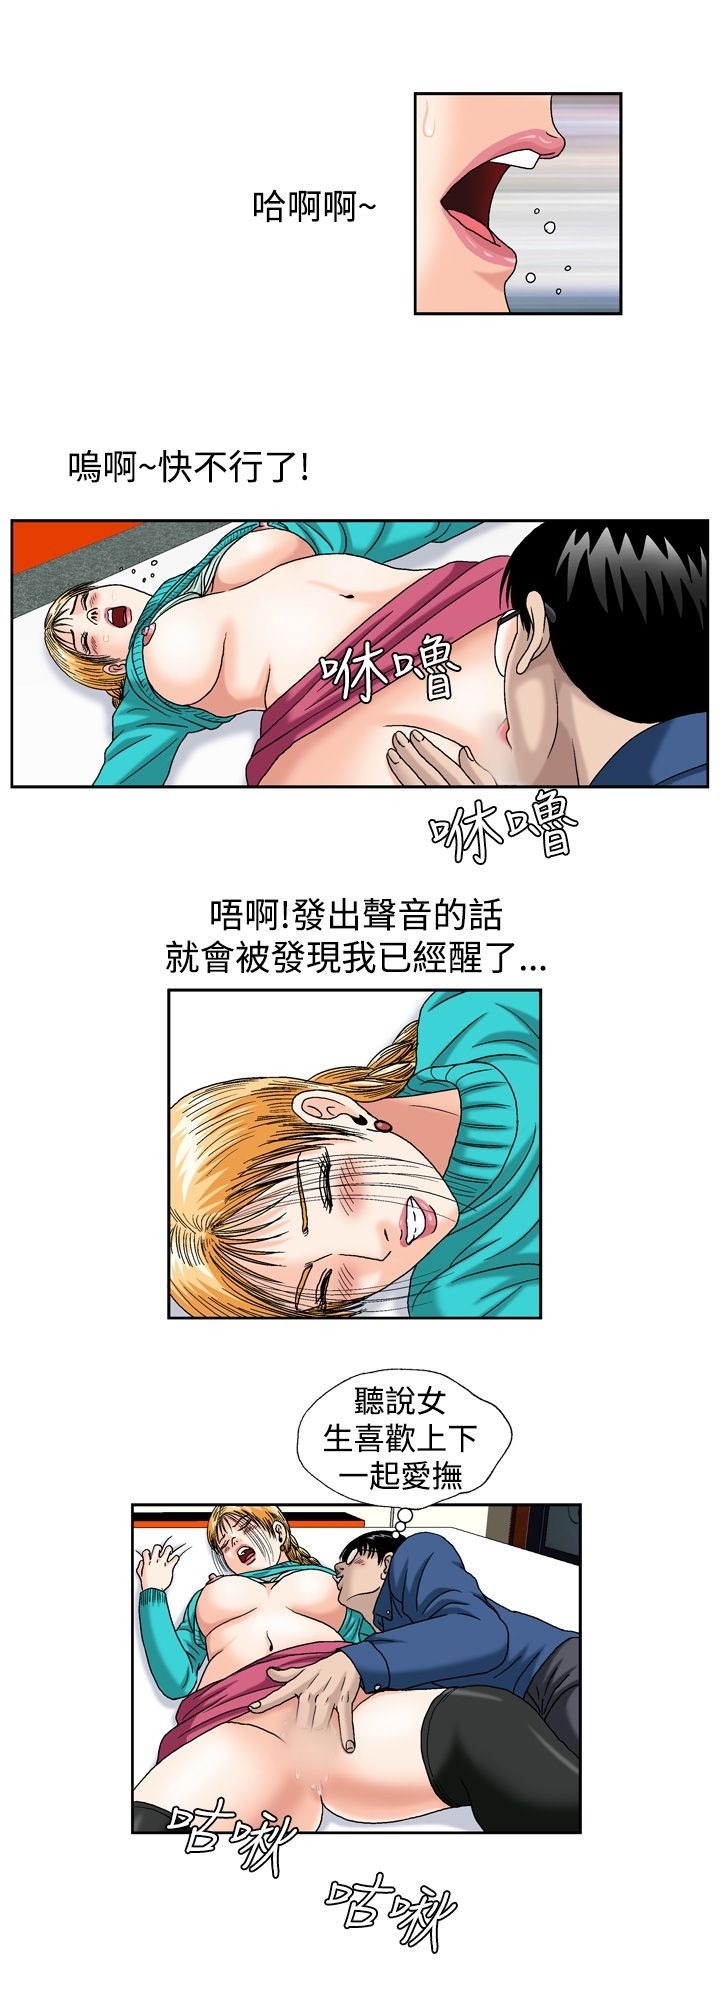 哈啊啊~
嗚啊~快不行了!
咻嚕
咻嚕
唔啊!發出聲音的話
就會被發現我已經醒了...
聽說女
生喜歡上下
一起愛撫
咕啾
咕啾